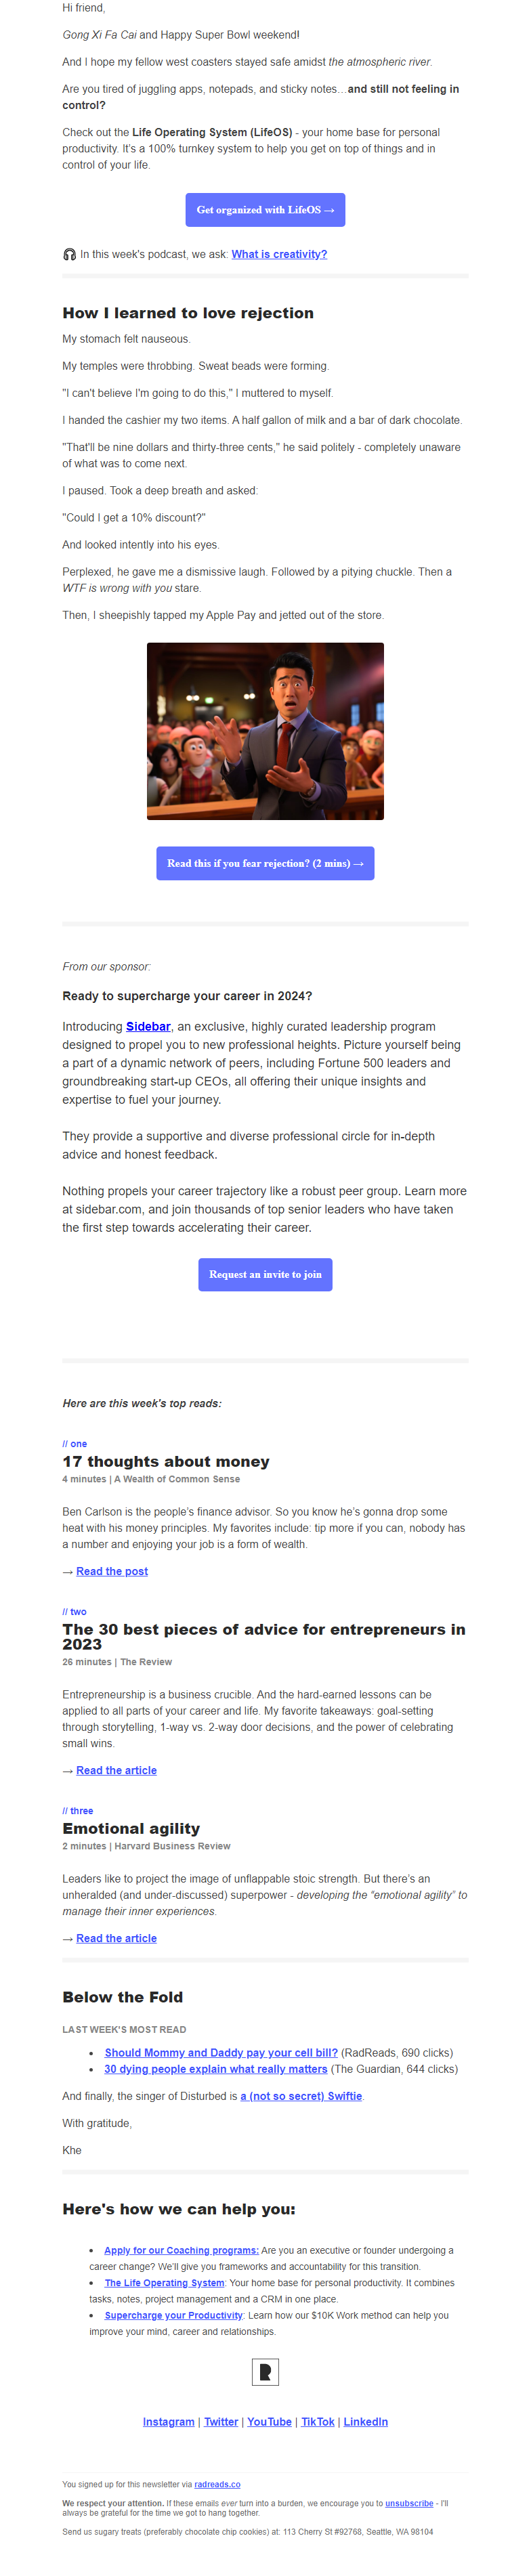 Hi friend,
Gong Xi Fa Cai and Happy Super Bowl weekend!
And I hope my fellow west coasters stayed safe amidst the atmospheric river.
Are you tired of juggling apps, notepads, and sticky notes…and still not feeling in
control?
Check out the Life Operating System (LifeOS) - your home base for personal
productivity. It's a 100% turnkey system to help you get on top of things and in
control of your life.
Get organized with LifeOS →
🎧 In this week's podcast, we ask: What is creativity?
How I learned to love rejection
My stomach felt nauseous.
My temples were throbbing. Sweat beads were forming.
"I can't believe I'm going to do this," I muttered to myself.
I handed the cashier my two items. A half gallon of milk and a bar of dark chocolate.
"That'll be nine dollars and thirty-three cents," he said politely - completely unaware
of what was to come next.
I paused. Took a deep breath and asked:
"Could I get a 10% discount?"
And looked intently into his eyes.
Perplexed, he gave me a dismissive laugh. Followed by a pitying chuckle. Then a
WTF is wrong with you stare.
Then, I sheepishly tapped my Apple Pay and jetted out of the store.
Read this if you fear rejection? (2 mins) →
From our sponsor:
Ready to supercharge your career in 2024?
Introducing Sidebar, an exclusive, highly curated leadership program
designed to propel you to new professional heights. Picture yourself being
a part of a dynamic network of peers, including Fortune 500 leaders and
groundbreaking start-up CEOs, all offering their unique insights and
expertise to fuel your journey.
They provide a supportive and diverse professional circle for in-depth
advice and honest feedback.
Nothing propels your career trajectory like a robust peer group. Learn more
at sidebar.com, and join thousands of top senior leaders who have taken
the first step towards accelerating their career.
Request an invite to join
Here are this week's top reads:
// one
17 thoughts about money
4 minutes | A Wealth of Common Sense
Ben Carlson is the people's finance advisor. So you know he's gonna drop some
heat with his money principles. My favorites include: tip more if you can, nobody has
a number and enjoying your job is a form of wealth.
→ Read the post
// two
The 30 best pieces of advice for entrepreneurs in
2023
26 minutes | The Review
Entrepreneurship is a business crucible. And the hard-earned lessons can be
applied to all parts of your career and life. My favorite takeaways: goal-setting
through storytelling, 1-way vs. 2-way door decisions, and the power of celebrating
small wins.
→ Read the article
// three
Emotional agility
2 minutes | Harvard Business Review
Leaders like to project the image of unflappable stoic strength. But there's an
unheralded (and under-discussed) superpower - developing the "emotional agility" to
manage their inner experiences.
→ Read the article
Below the Fold
LAST WEEK'S MOST READ
• Should Mommy and Daddy pay your cell bill? (RadReads, 690 clicks)
• 30 dying people explain what really matters (The Guardian, 644 clicks)
And finally, the singer of Disturbed is a (not so secret) Swiftie.
With gratitude,
Khe
Here's how we can help you:
• Apply for our Coaching programs: Are you an executive or founder undergoing a
career change? We'll give you frameworks and accountability for this transition.
• The Life Operating System: Your home base for personal productivity. It combines
tasks, notes, project management and a CRM in one place.
• Supercharge your Productivity: Learn how our $10K Work method can help you
improve your mind, career and relationships.
R
Instagram | Twitter | YouTube | TikTok | LinkedIn
You signed up for this newsletter via radreads.co
We respect your attention. If these emails ever turn into a burden, we encourage you to unsubscribe - I'll
always be grateful for the time we got to hang together.
Send us sugary treats (preferably chocolate chip cookies) at: 113 Cherry St #92768, Seattle, WA 98104